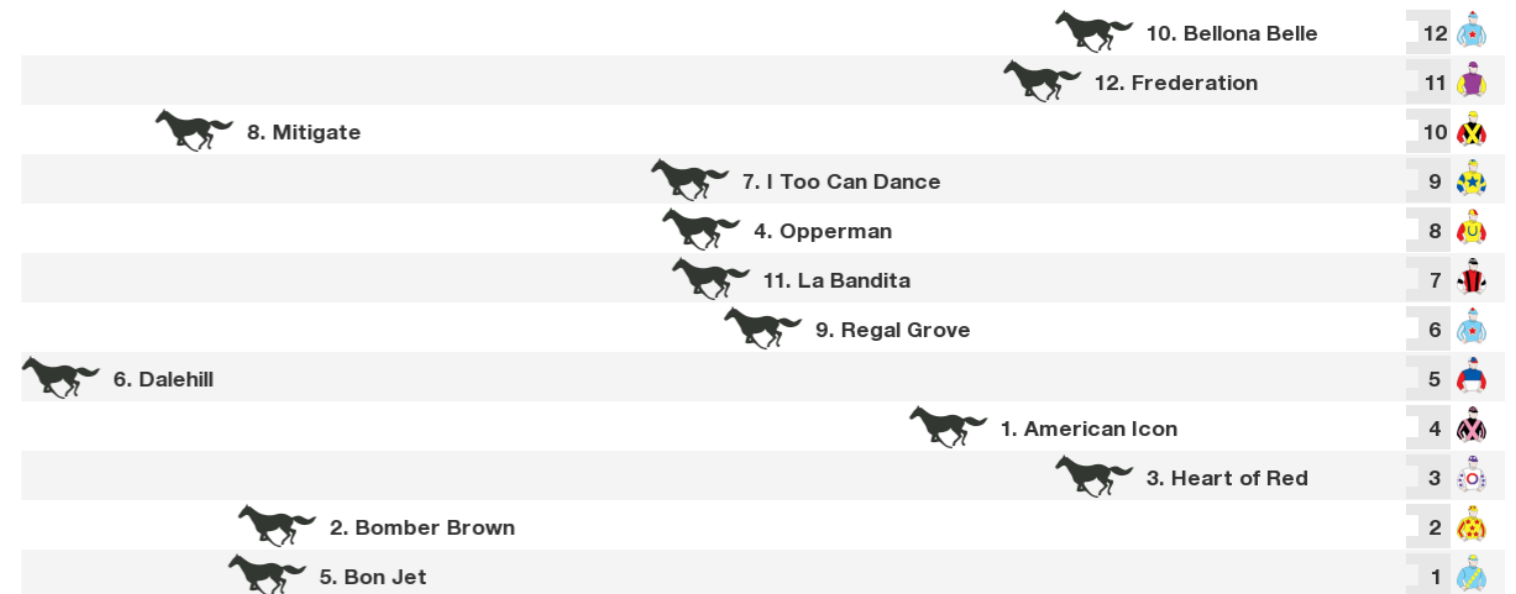 10. Bellona Belle 12
12. Frederation 11
8. Mitigate 10
7. I Too Can Dance 9
4. Opperman 8
11. La Bandita 7
9. Regal Grove 6
6. Dalehill 5
1. American Icon 4
3. Heart of Red 3
2. Bomber Brown 2
5. Bon Jet 1